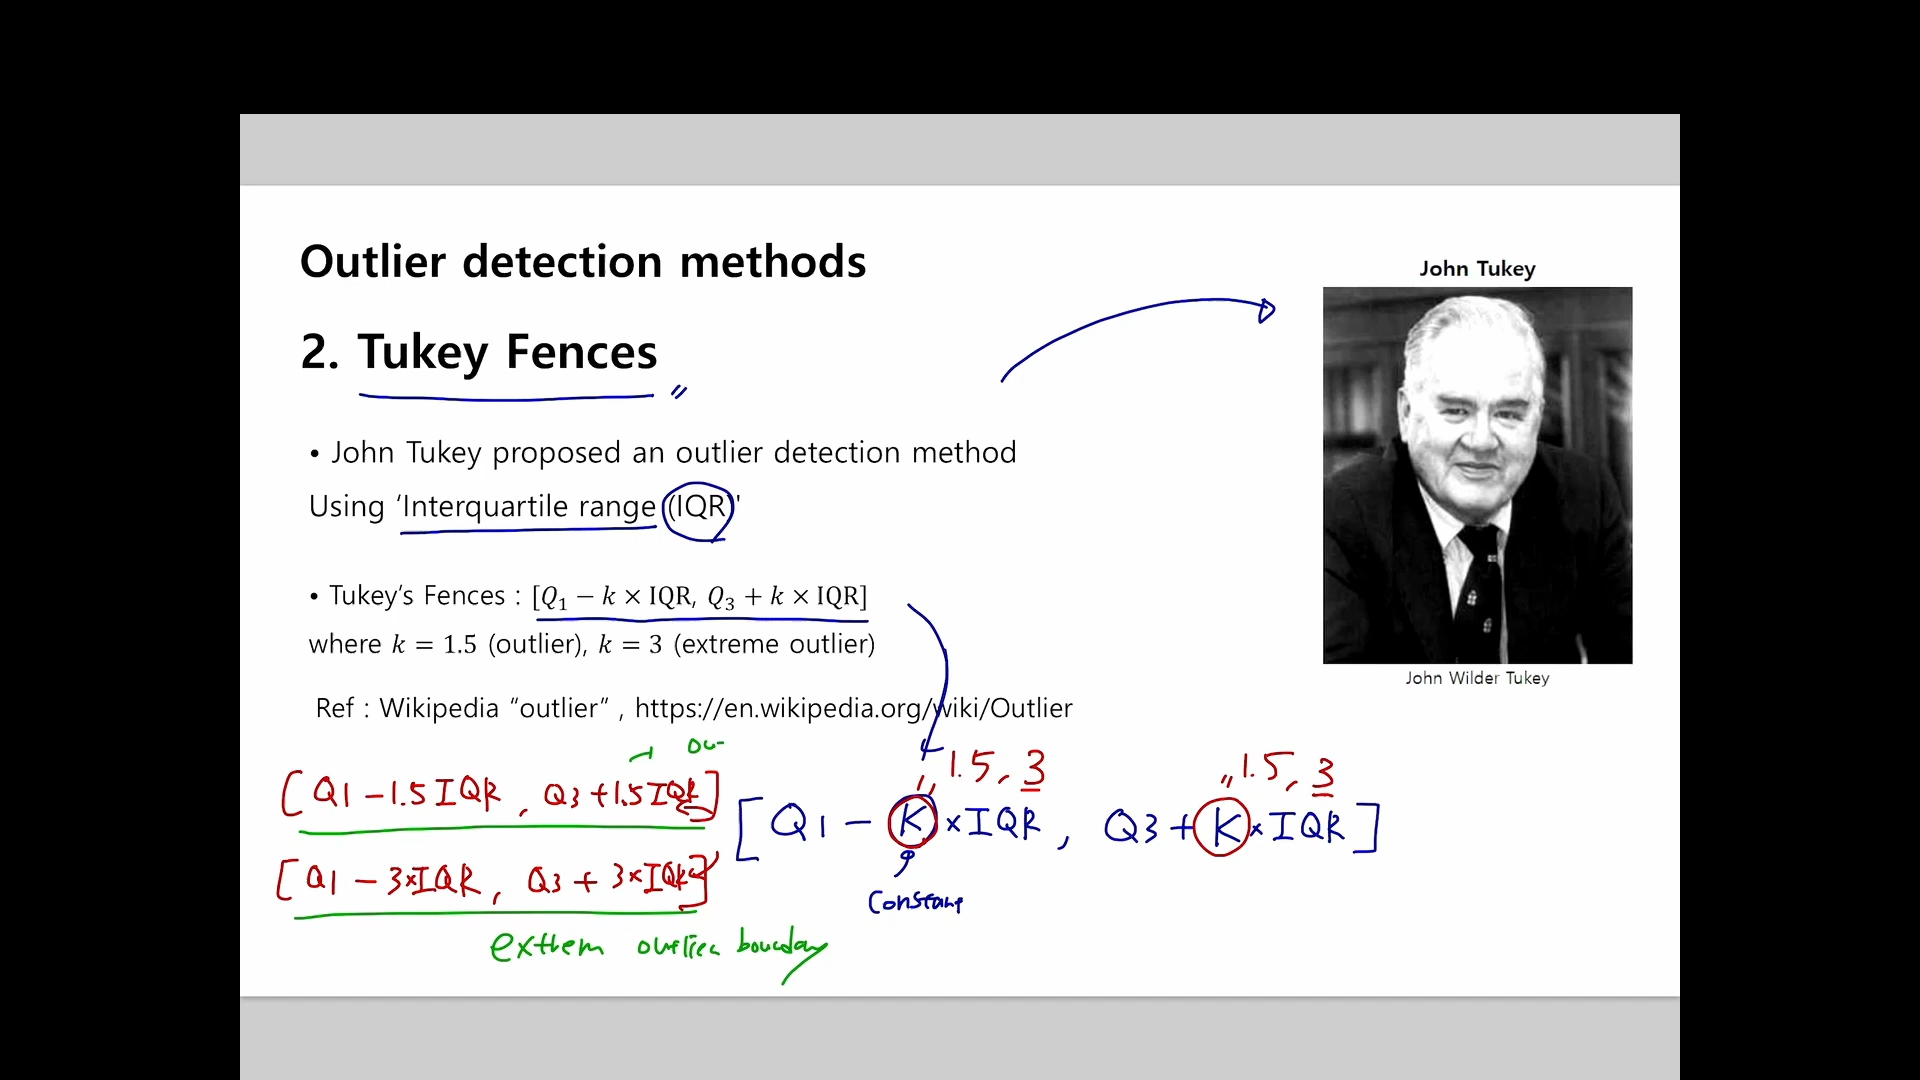 Outlier detection methods
John Tukey
2. Tukey Fences
• John Tukey proposed an outlier detection method
Using ‘Interquartile range (IQR)'
• Tukey’s Fences : [Q₁ − k × IQR, Q₃ + k × IQR]
where k = 1.5 (outlier), k = 3 (extreme outlier)
John Wilder Tukey
Ref : Wikipedia “outlier” , https://en.wikipedia.org/wiki/Outlier
ou-
1.5, 3
1.5, 3
[Q1 - 1.5 IQR , Q3 + 1.5 IQR]
[Q1 - K × IQR , Q3 + K × IQR]
[Q1 - 3×IQR , Q3 + 3×IQR]
Constant
extrem outlier boundary